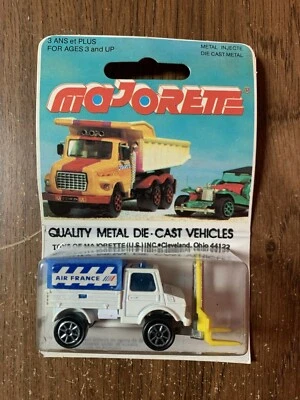 3 ANS et PLUS
FOR AGES 3 and UP
METAL INJECTE
DIE-CAST METAL
MAJORETTE
QUALITY METAL DIE-CAST VEHICLES
TOYS OF MAJORETTE (U.S.) INC. Cleveland, Ohio 44122
AIR FRANCE